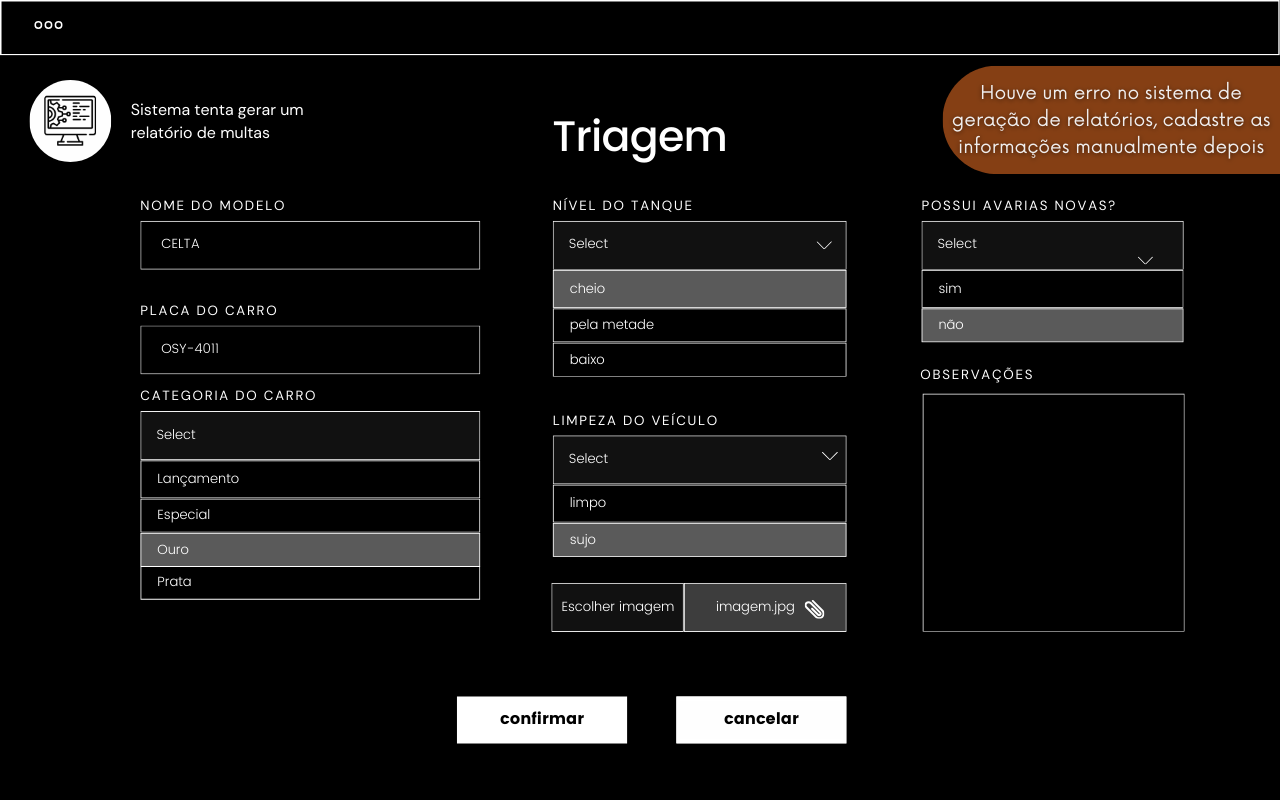 Sistema tenta gerar um
relatório de multas
Triagem
Houve um erro no sistema de
geração de relatórios, cadastre as
informações manualmente depois
NOME DO MODELO
CELTA
PLACA DO CARRO
OSY-4011
CATEGORIA DO CARRO
Select
Lançamento
Especial
Ouro
Prata
NÍVEL DO TANQUE
Select
cheio
pela metade
baixo
LIMPEZA DO VEÍCULO
Select
limpo
sujo
Escolher imagem
imagem.jpg
POSSUI AVARIAS NOVAS?
Select
sim
não
OBSERVAÇÕES
confirmar
cancelar